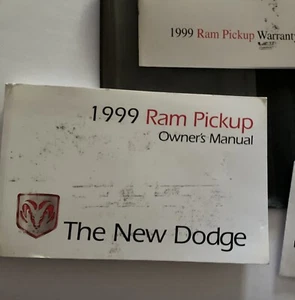 1999 Ram Pickup Warranty
1999 Ram Pickup
Owner's Manual
The New Dodge